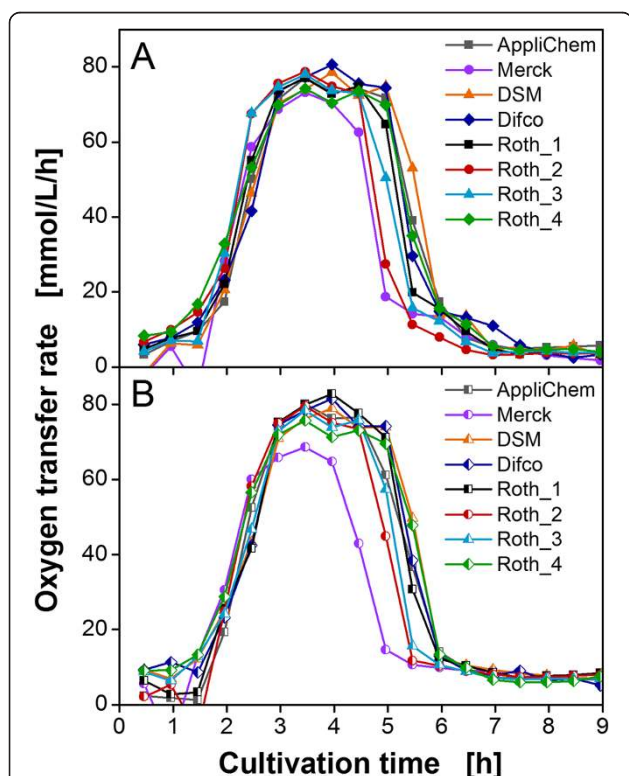 A
80
60
40
20
0
AppliChem
Merck
DSM
Difco
Roth_1
Roth_2
Roth_3
Roth_4
B
80
60
40
20
0
AppliChem
Merck
DSM
Difco
Roth_1
Roth_2
Roth_3
Roth_4
Oxygen transfer rate [mmol/L/h]
0 1 2 3 4 5 6 7 8 9
Cultivation time [h]